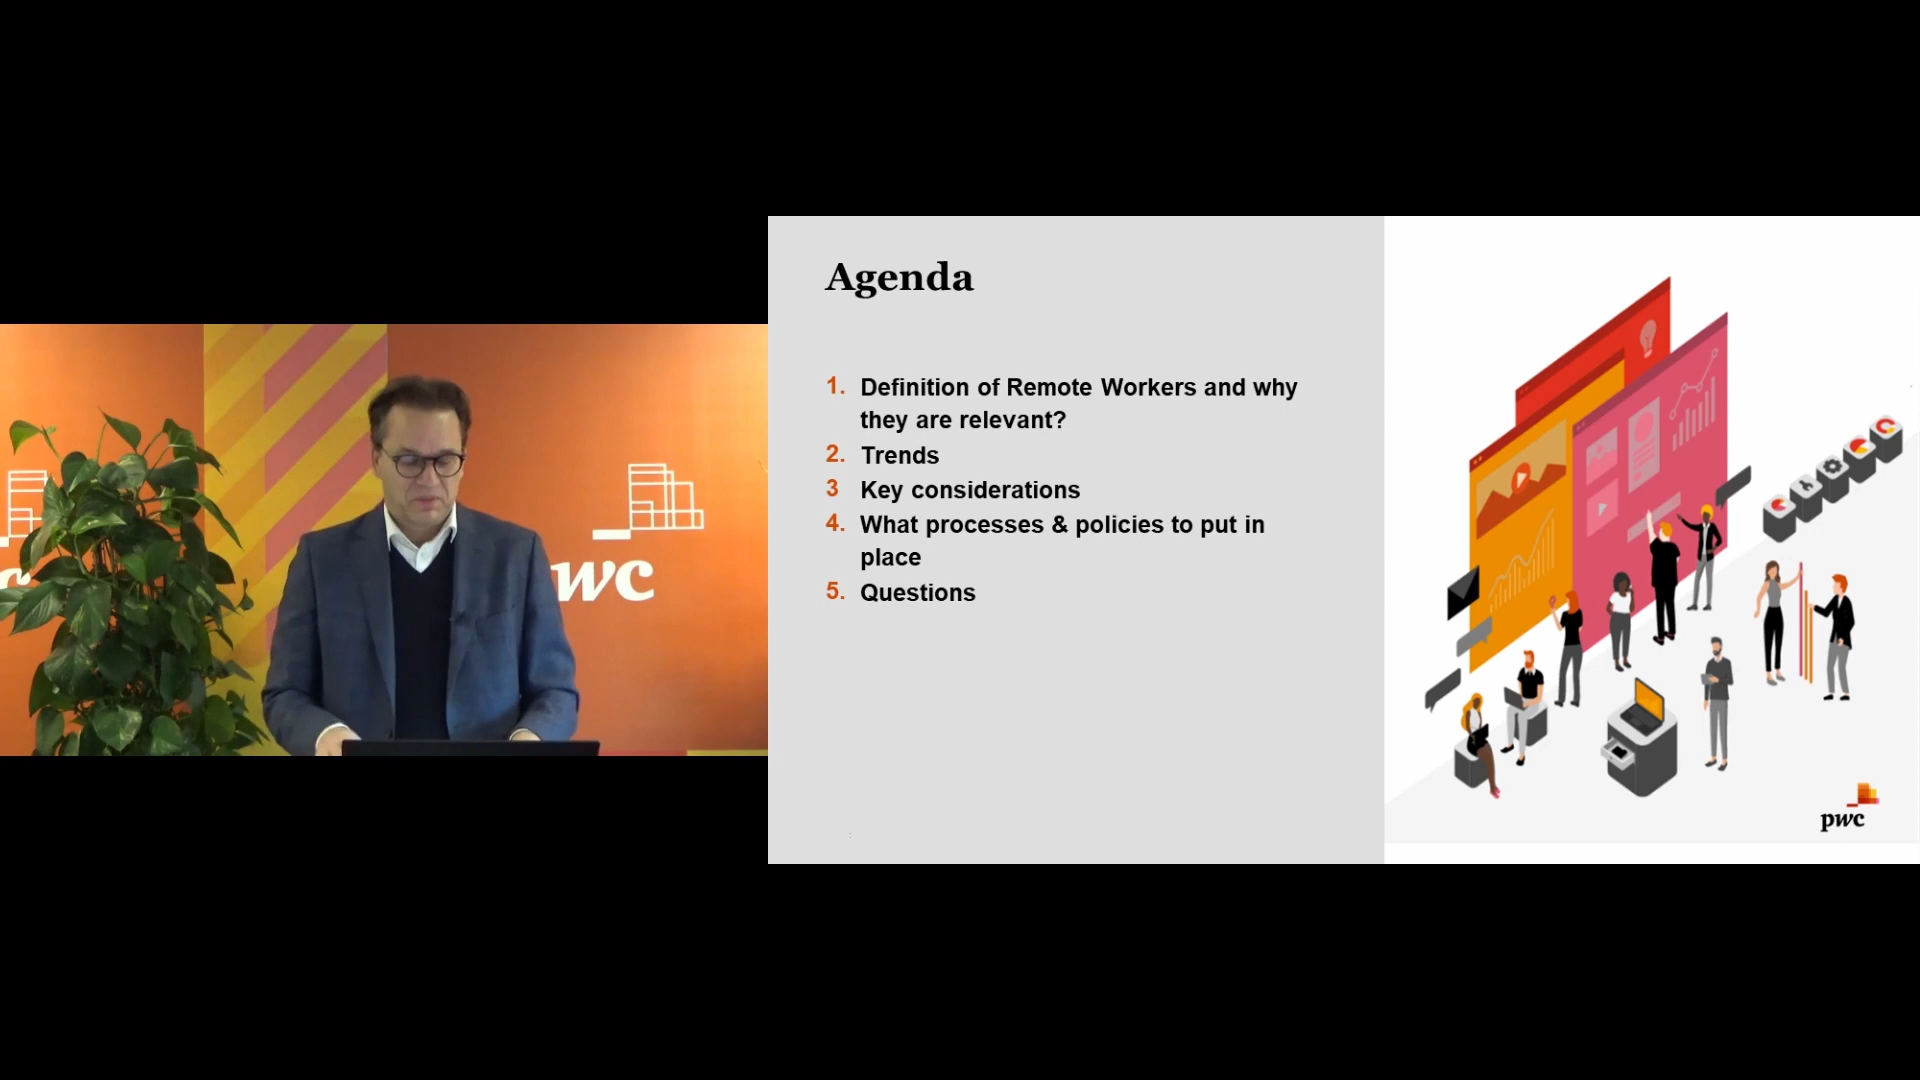 pwc
c
Agenda
1. Definition of Remote Workers and why
they are relevant?
2. Trends
3 Key considerations
4. What processes & policies to put in
place
5. Questions
pwc